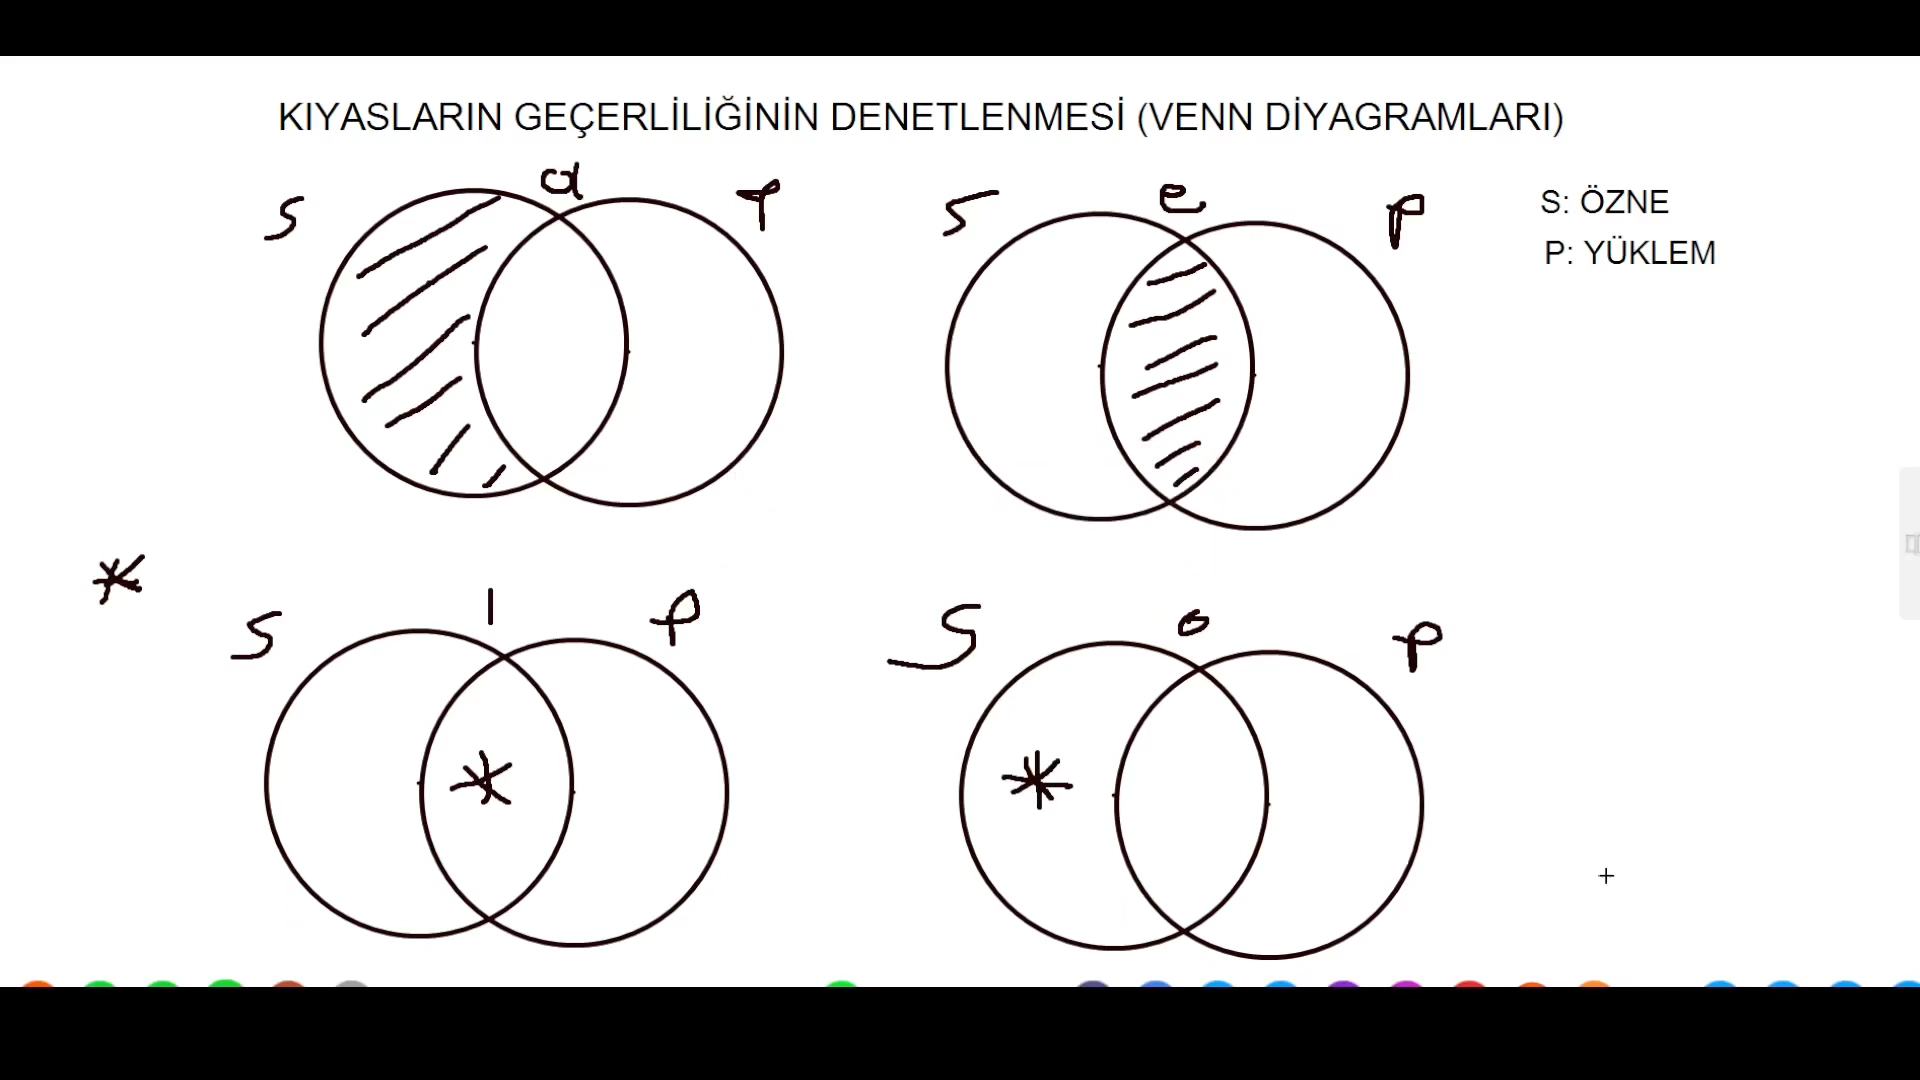 KIYASLARIN GEÇERLİLİĞİNİN DENETLENMESİ (VENN DİYAGRAMLARI)
S a P
S e P
S: ÖZNE
P: YÜKLEM
*
S I P
*
S o P
*